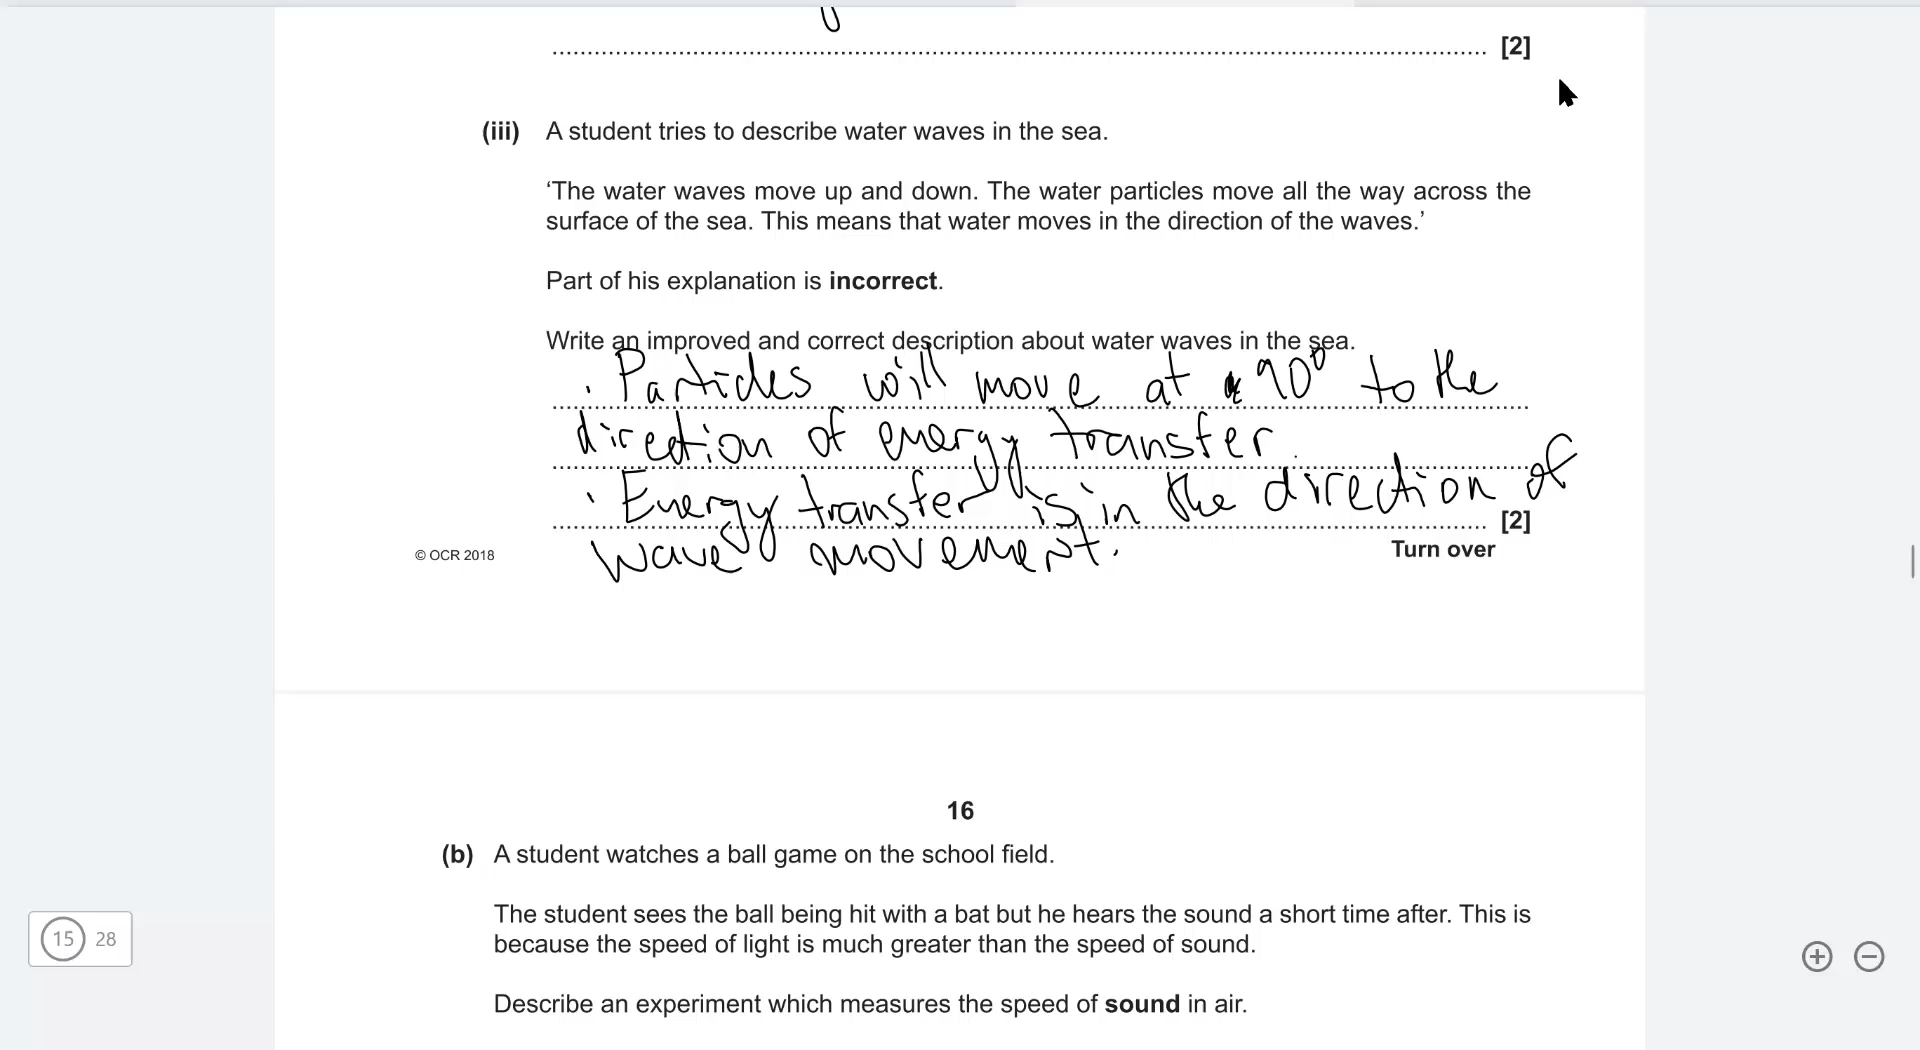 [2]
(iii) A student tries to describe water waves in the sea.
‘The water waves move up and down. The water particles move all the way across the
surface of the sea. This means that water moves in the direction of the waves.’
Part of his explanation is incorrect.
Write an improved and correct description about water waves in the sea.
· Particles will move at 90° to the
direction of energy transfer.
· Energy transfer is in the direction of
[2]
wave movement.
© OCR 2018
Turn over
16
(b) A student watches a ball game on the school field.
The student sees the ball being hit with a bat but he hears the sound a short time after. This is
because the speed of light is much greater than the speed of sound.
15 28
Describe an experiment which measures the speed of sound in air.